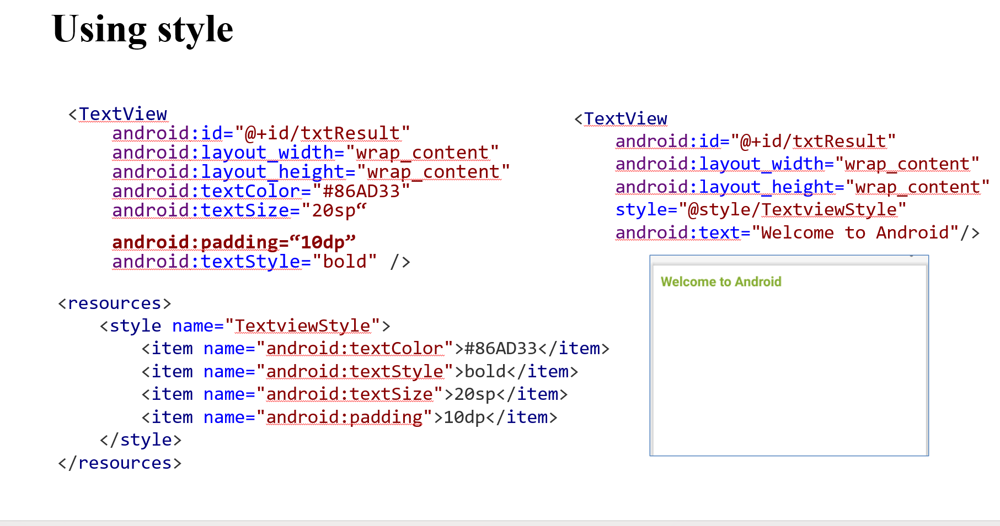 Using style
<TextView
android:id="@+id/txtResult"
android:layout_width="wrap_content"
android:layout_height="wrap_content"
android:textColor="#86AD33"
android:textSize="20sp“
android:padding=“10dp”
android:textStyle="bold" />
<resources>
<style name="TextviewStyle">
<item name="android:textColor">#86AD33</item>
<item name="android:textStyle">bold</item>
<item name="android:textSize">20sp</item>
<item name="android:padding">10dp</item>
</style>
</resources>
<TextView
android:id="@+id/txtResult"
android:layout_width="wrap_content"
android:layout_height="wrap_content"
style="@style/TextviewStyle"
android:text="Welcome to Android"/>
Welcome to Android